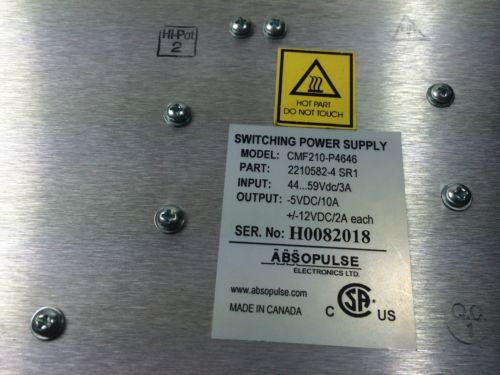 Hi-Pot
2
HOT PART
DO NOT TOUCH
SWITCHING POWER SUPPLY
MODEL: CMF210-P4646
PART: 2210582-4 SR1
INPUT: 44...59Vdc/3A
OUTPUT: -5VDC/10A
+/-12VDC/2A each
SER. No: H0082018
ABSOPULSE
ELECTRONICS LTD.
www.absopulse.com
MADE IN CANADA
C SA US
Q.C.
1